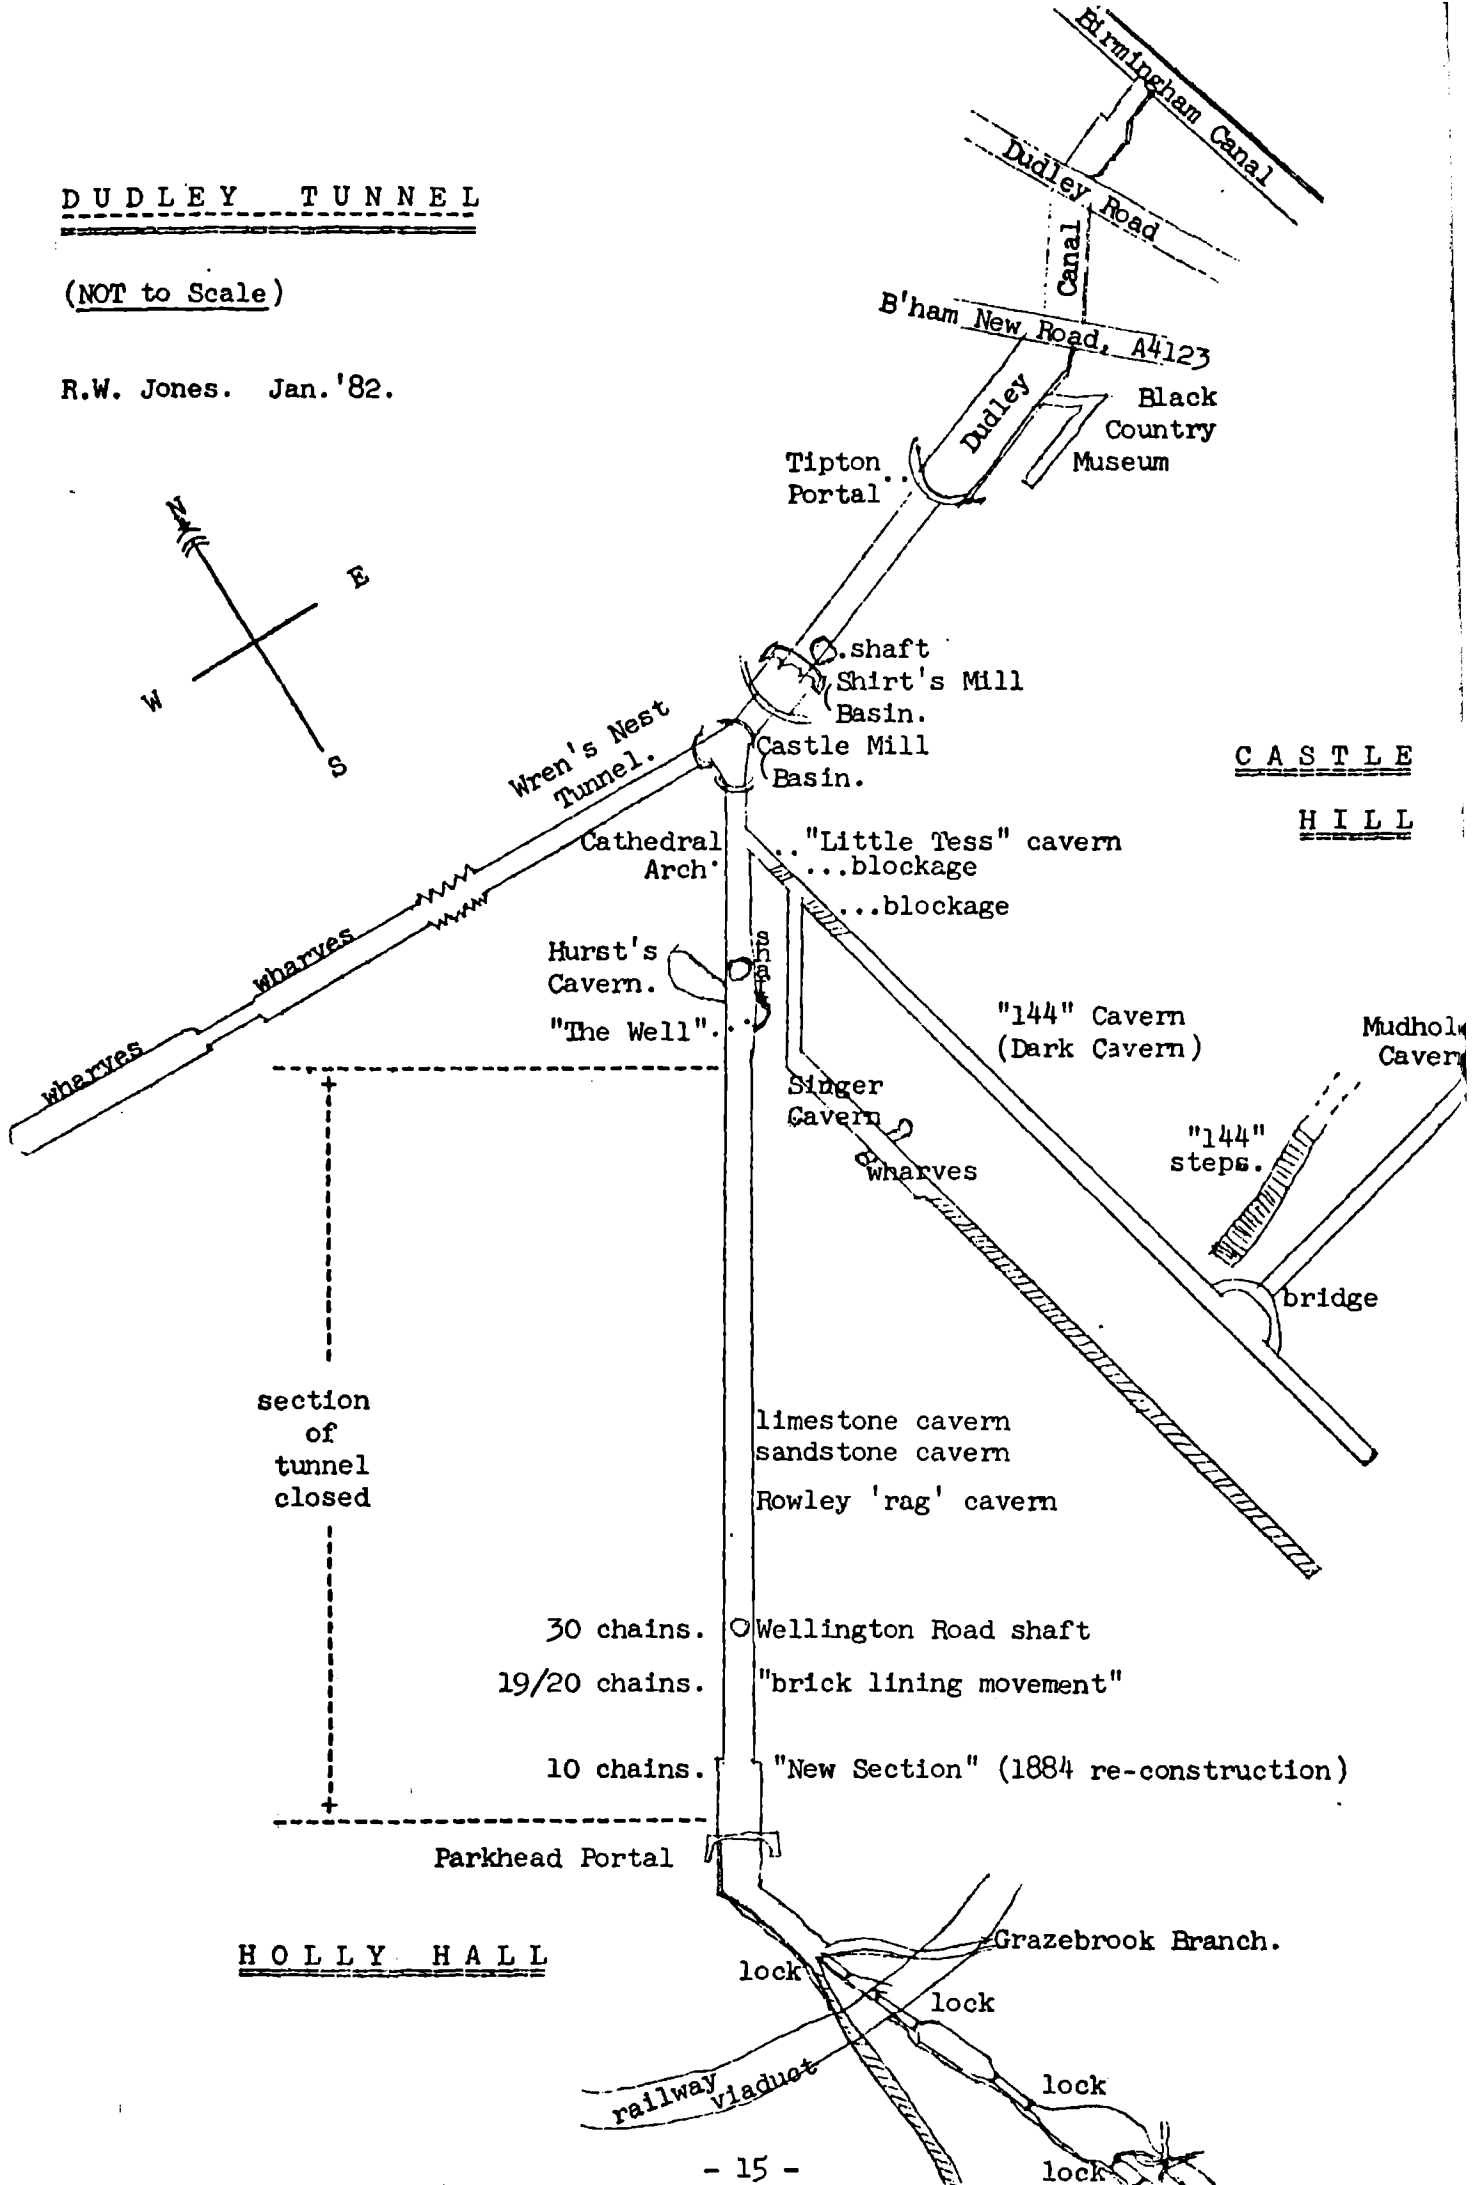 Birmingham Canal
Dudley Road
DUDLEY TUNNEL
(NOT to Scale)
Canal
B'ham New Road, A4123
R.W. Jones. Jan.'82.
Dudley
Black
Country
Museum
Tipton
Portal
N
E
W
S
shaft
Shirt's Mill
Basin.
Wren's Nest
Tunnel.
Castle Mill
Basin.
CASTLE
HILL
Cathedral
Arch
.."Little Tess" cavern
...blockage
...blockage
wharves
Hurst's
Cavern.
"The Well"...
"144" Cavern
(Dark Cavern)
wharves
Singer
Cavern
wharves
"144"
steps.
bridge
section
of
tunnel
closed
limestone cavern
sandstone cavern
Rowley 'rag' cavern
30 chains. Wellington Road shaft
19/20 chains. "brick lining movement"
10 chains. "New Section" (1884 re-construction)
Parkhead Portal
HOLLY HALL
Grazebrook Branch.
lock
lock
railway
viaduct
lock
lock
- 15 -